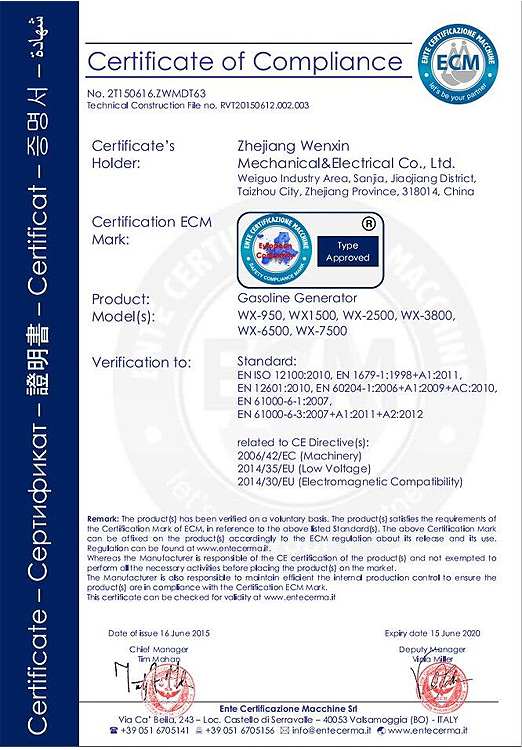 Certificate – Сертификат – 證明書 – Certificat – 증명서 – شهادة
Certificate of Compliance
ENTE CERTIFICAZIONE MACCHINE
ECM
let's be your partner
No. 2T150616.ZWMDT63
Technical Construction File no. RVT20150612.002.003
Certificate's
Holder:
Zhejiang Wenxin
Mechanical&Electrical Co., Ltd.
Weiguo Industry Area, Sanjia, Jiaojiang District,
Taizhou City, Zhejiang Province, 318014, China
Certification ECM
Mark:
ENTE CERTIFICAZIONE MACCHINE
European
Conformity
SAFETY COMPLIANCE MARK
®
Type
Approved
Product:
Gasoline Generator
Model(s):
WX-950, WX1500, WX-2500, WX-3800,
WX-6500, WX-7500
Verification to:
Standard:
EN ISO 12100:2010, EN 1679-1:1998+A1:2011,
EN 12601:2010, EN 60204-1:2006+A1:2009+AC:2010,
EN 61000-6-1:2007,
EN 61000-6-3:2007+A1:2011+A2:2012
related to CE Directive(s):
2006/42/EC (Machinery)
2014/35/EU (Low Voltage)
2014/30/EU (Electromagnetic Compatibility)
Remark: The product(s) has been verified on a voluntary basis. The product(s) satisfies the requirements of
the Certification Mark of ECM, in reference to the above listed Standard(s). The above Certification Mark
can be affixed on the product(s) accordingly to the ECM regulation about its release and its use.
Regulation can be found at www.entecerma.it.
Whereas the Manufacturer is responsible of the CE certification of the product(s) and not exempted to
perform all the necessary activities before placing the product(s) on the market.
The Manufacturer is also responsible to maintain efficient the internal production control to ensure the
product(s) are in compliance with the Certification ECM Mark.
This certificate can be checked for validity at www.entecerma.it
Date of issue 16 June 2015
Expiry date 15 June 2020
Chief Manager
Tim Mahan
Deputy Manager
Viola Miller
Ente Certificazione Macchine Srl
Via Ca' Bella, 243 – Loc. Castello di Serravalle – 40053 Valsamoggia (BO) - ITALY
☎ +39 051 6705141 +39 051 6705156 ✉ info@entecerma.it www.entecerma.it